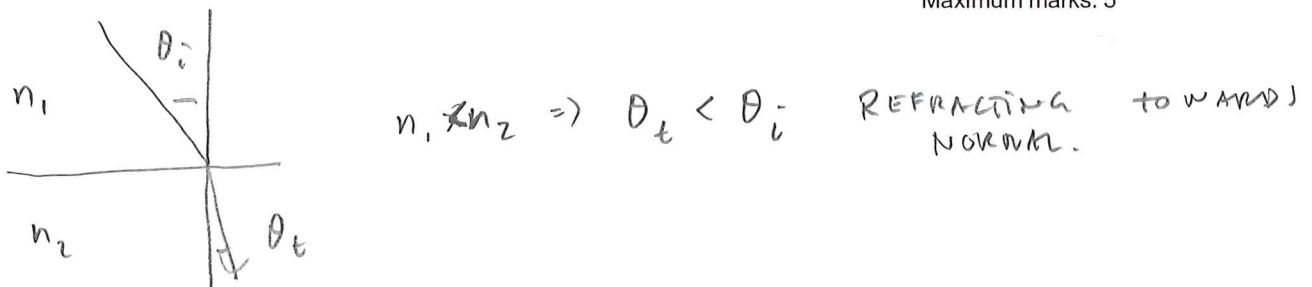 Maximum marks: 5
θi
n1
n1 < n2 => θt < θi REFRACTING TOWARDS
NORMAL.
n2
θt